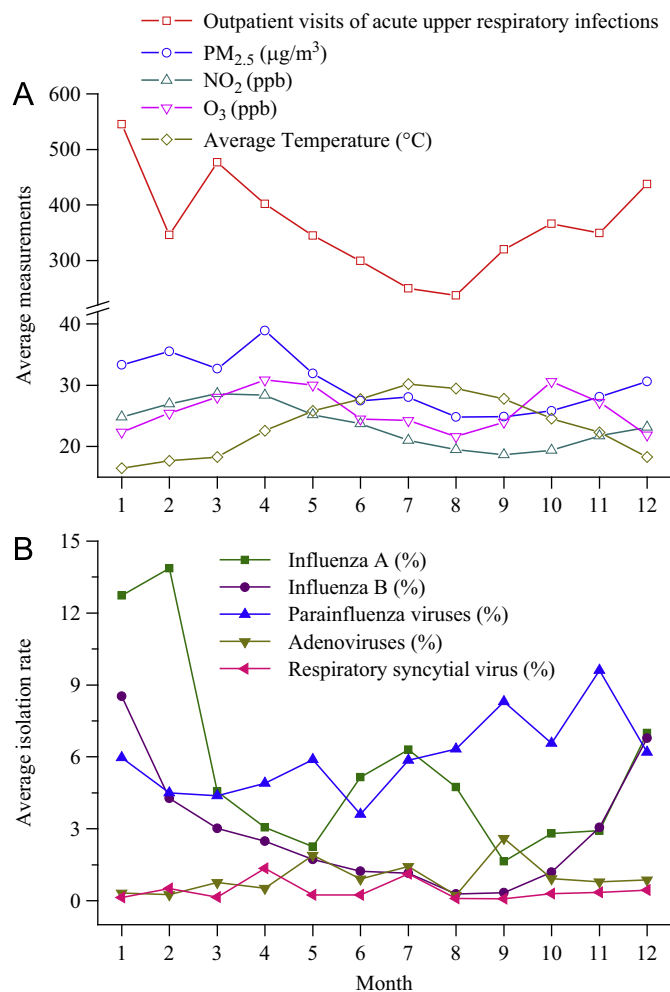 Outpatient visits of acute upper respiratory infections
PM2.5 (μg/m³)
NO2 (ppb)
O3 (ppb)
Average Temperature (°C)
A
600
500
400
300
40
30
20
Average measurements
1 2 3 4 5 6 7 8 9 10 11 12
B
15
12
9
6
3
0
Average isolation rate
Influenza A (%)
Influenza B (%)
Parainfluenza viruses (%)
Adenoviruses (%)
Respiratory syncytial virus (%)
1 2 3 4 5 6 7 8 9 10 11 12
Month